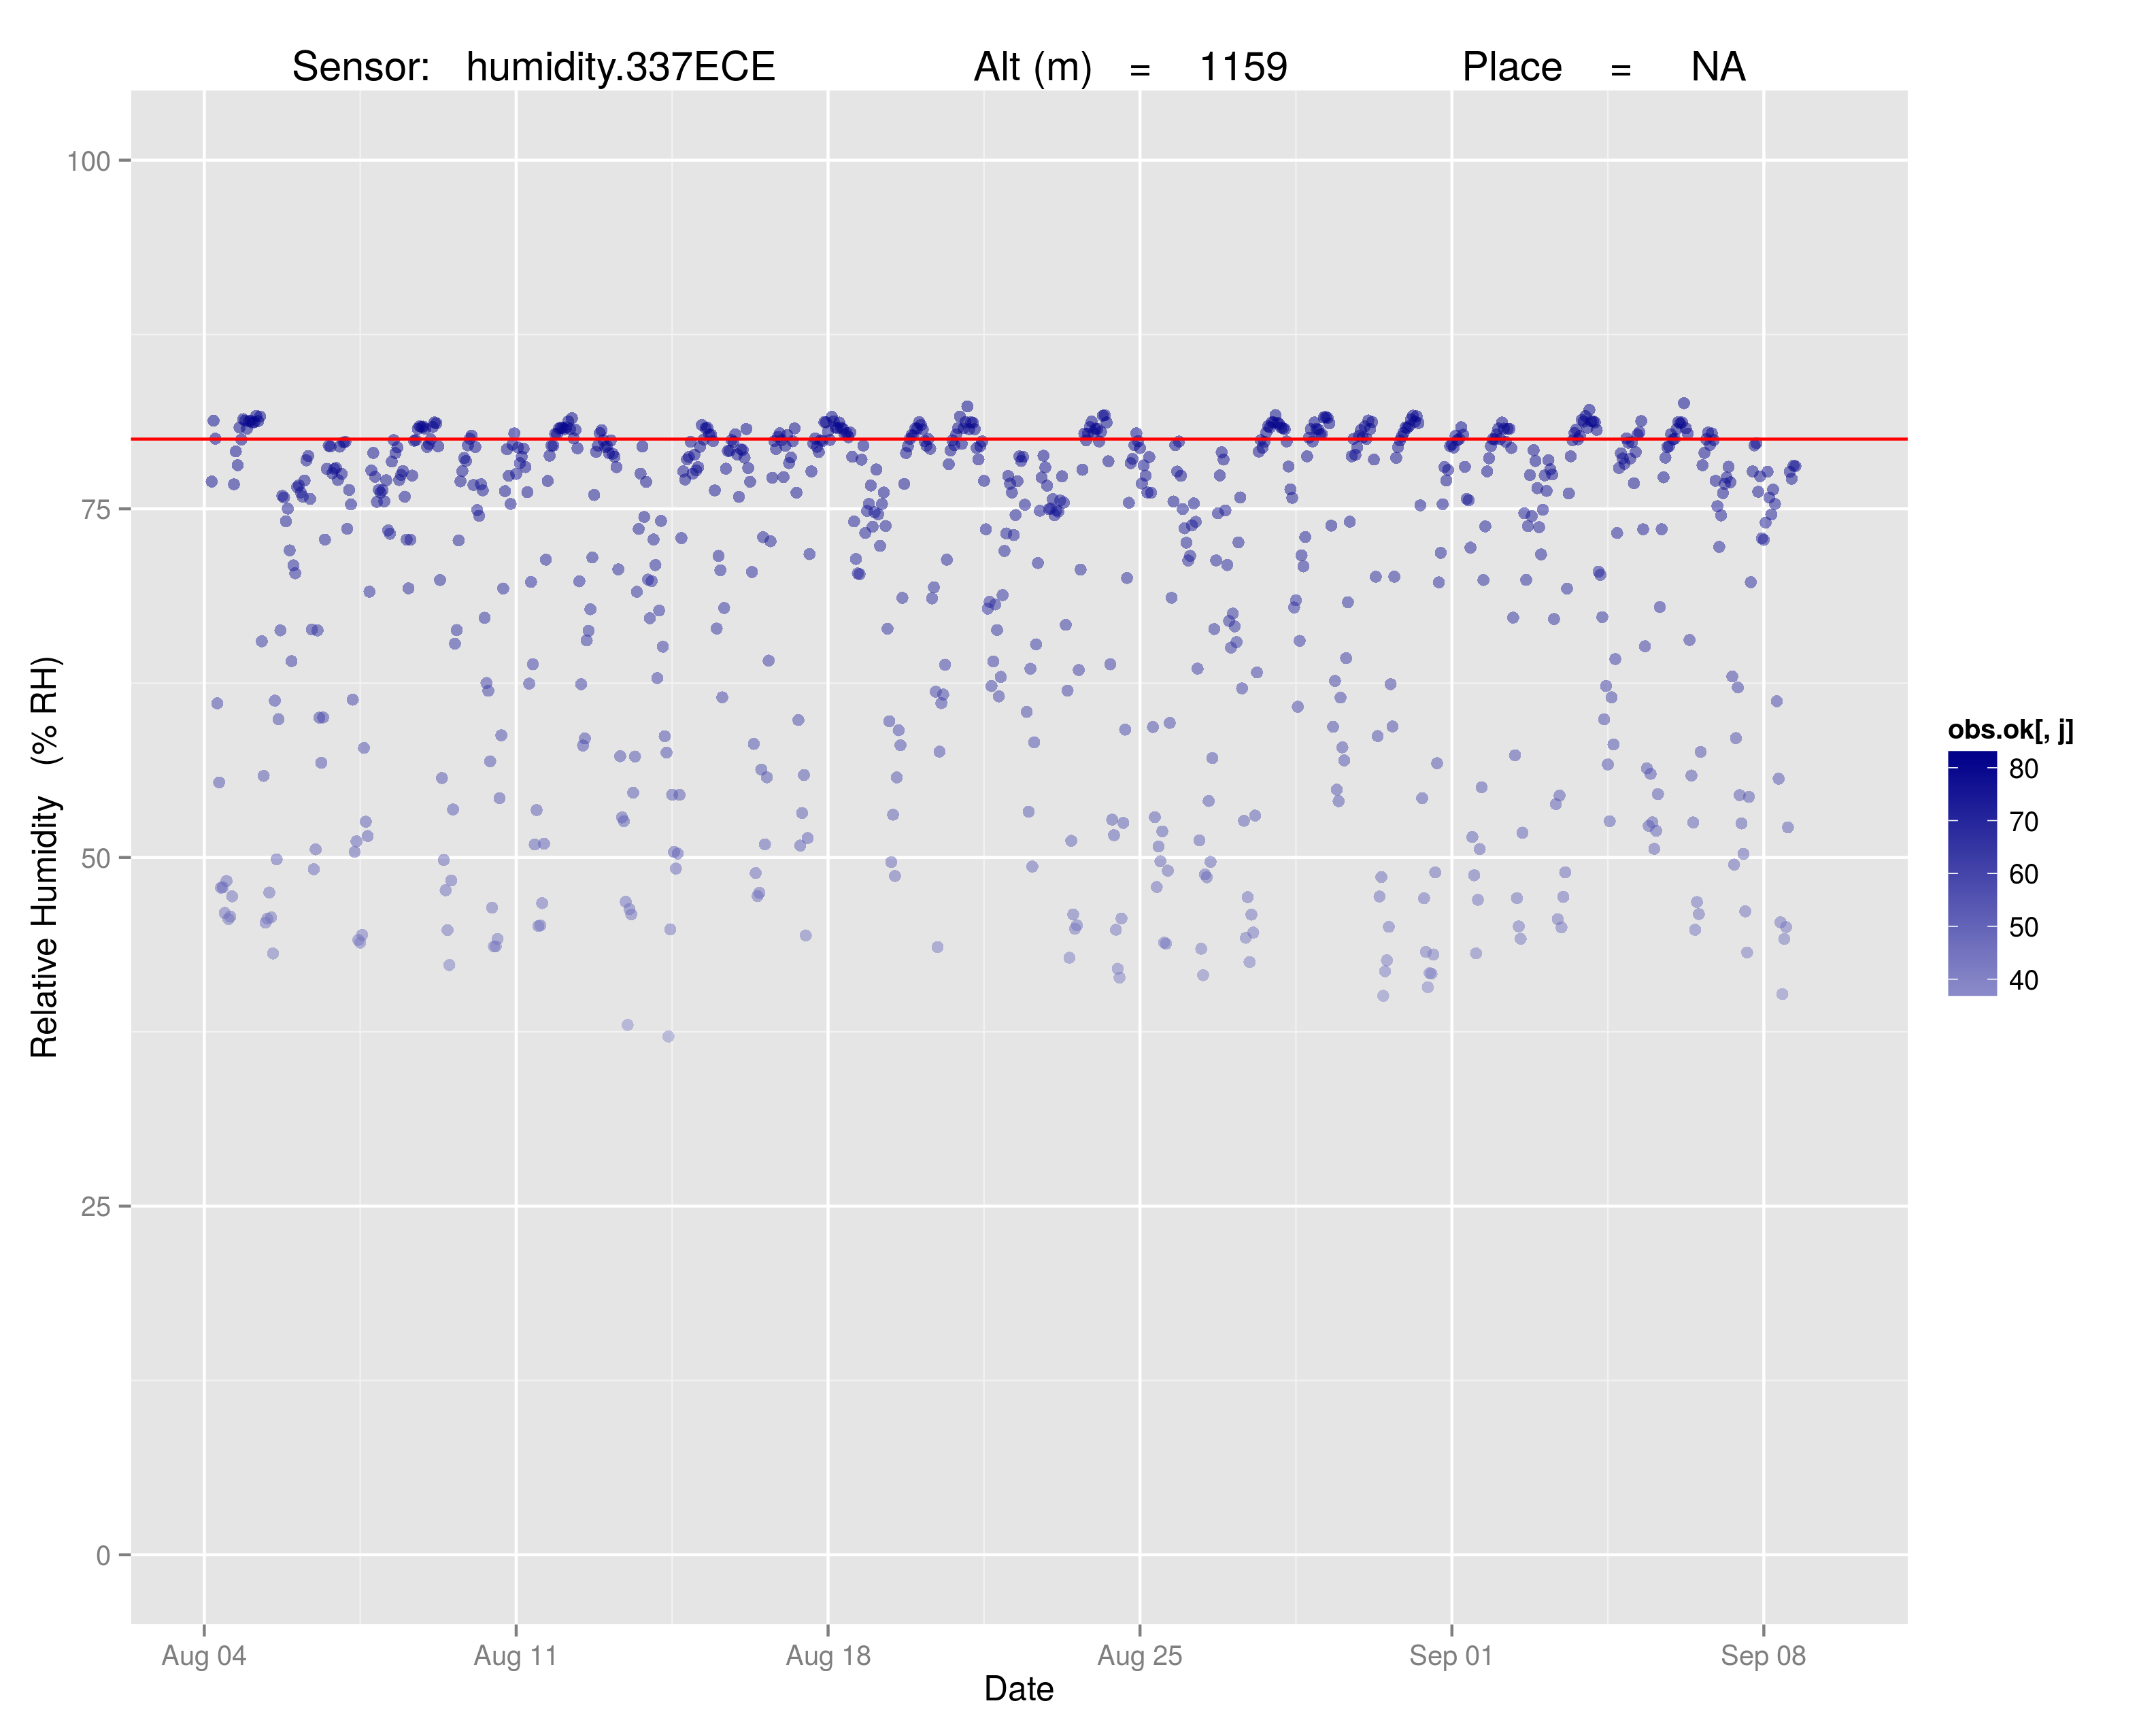 Sensor: humidity.337ECE Alt (m) = 1159 Place = NA
100
75
50
25
0
Relative Humidity (% RH)
Aug 04 Aug 11 Aug 18 Aug 25 Sep 01 Sep 08
Date
obs.ok[, j]
80
70
60
50
40